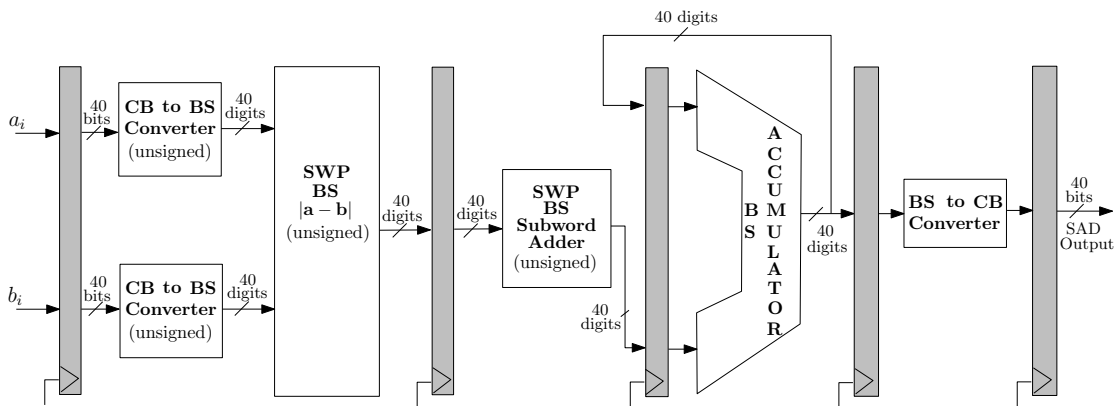 a_i
40
bits
CB to BS
Converter
(unsigned)
40
digits
b_i
40
bits
CB to BS
Converter
(unsigned)
40
digits
SWP
BS
|a − b|
(unsigned)
40
digits
40
digits
SWP
BS
Subword
Adder
(unsigned)
40
digits
40 digits
BS
ACCUMULATOR
40
digits
BS to CB
Converter
40
bits
SAD
Output